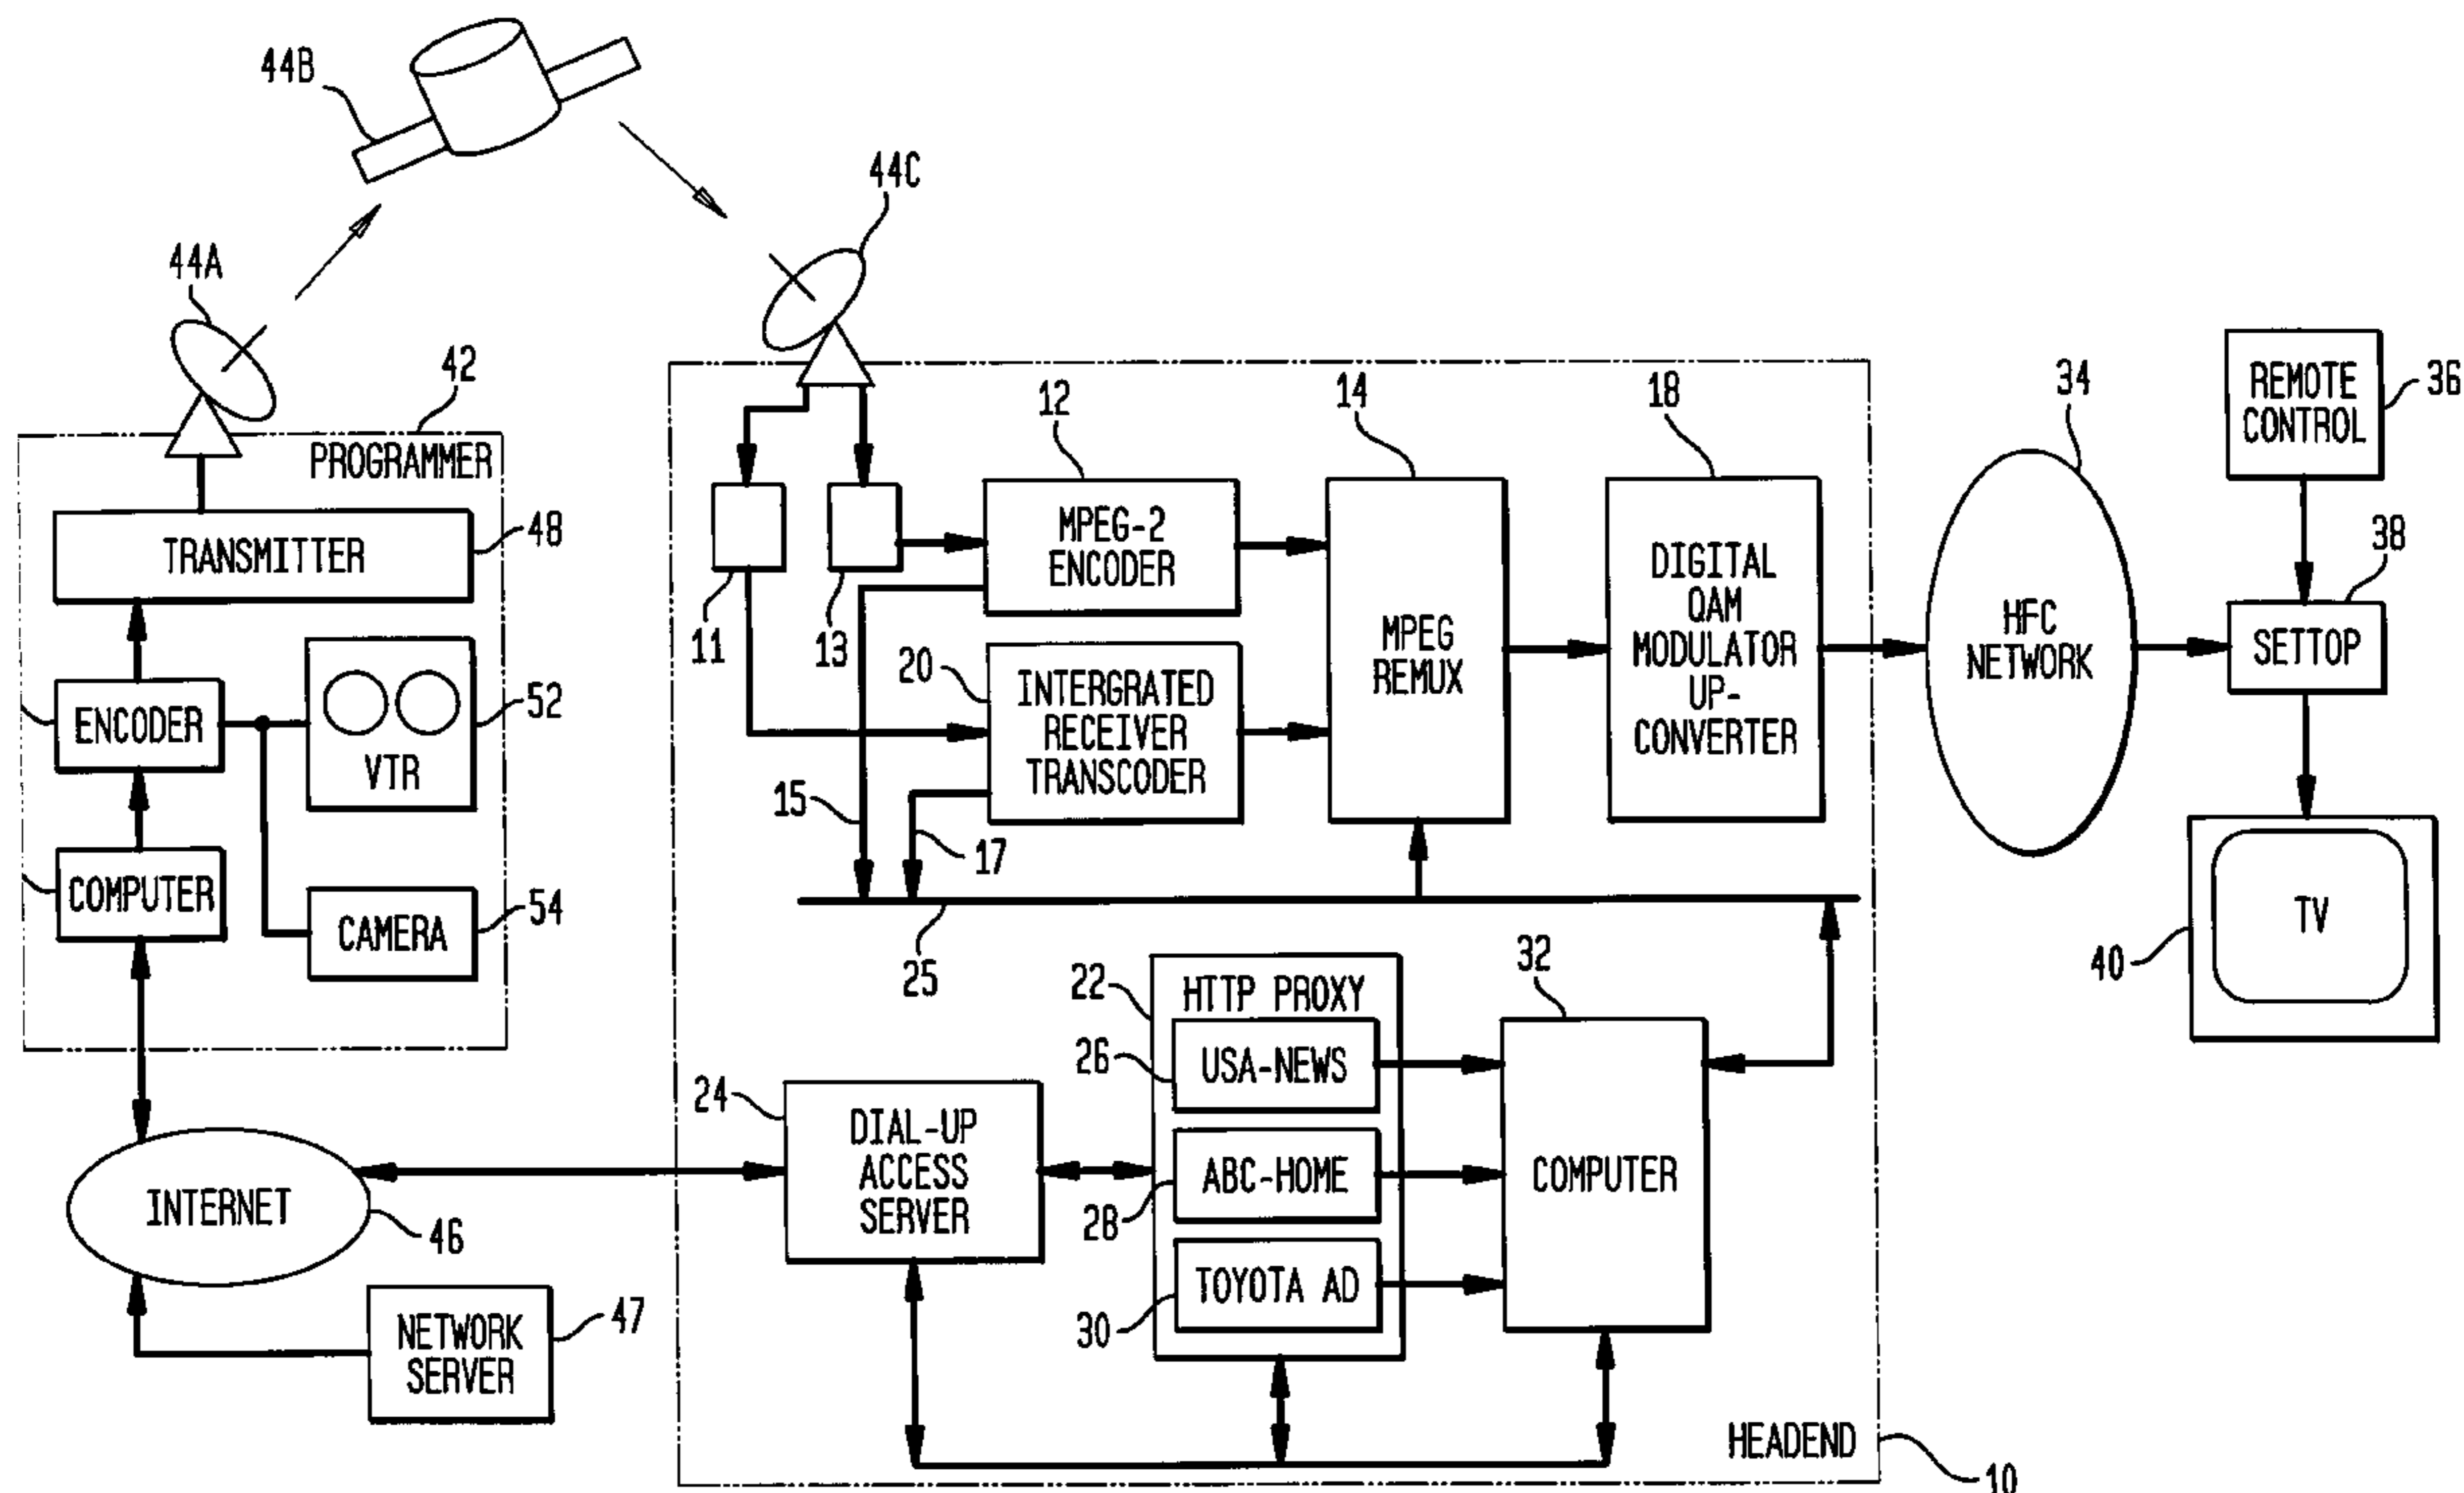 44B
44C
44A
42
PROGRAMMER
TRANSMITTER
48
ENCODER
VTR
52
COMPUTER
CAMERA
54
INTERNET
46
NETWORK
SERVER
47
11
13
12
MPEG-2
ENCODER
20
INTERGRATED
RECEIVER
TRANSCODER
14
MPEG
REMUX
18
DIGITAL
QAM
MODULATOR
UP-
CONVERTER
15
17
25
24
DIAL-UP
ACCESS
SERVER
22
HTTP PROXY
26
USA-NEWS
28
ABC-HOME
30
TOYOTA AD
32
COMPUTER
HEADEND
10
34
HFC
NETWORK
REMOTE
CONTROL
36
38
SETTOP
40
TV